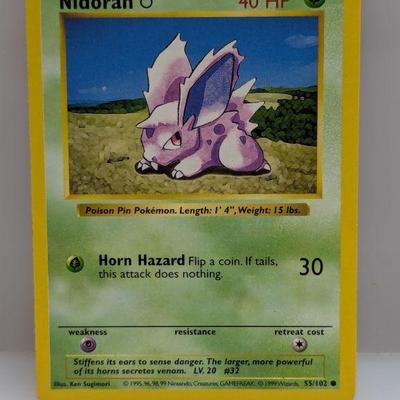 Nidoran ♂ 40 HP
Poison Pin Pokémon. Length: 1' 4", Weight: 15 lbs.
Horn Hazard Flip a coin. If tails,
this attack does nothing.
30
weakness resistance retreat cost
Stiffens its ears to sense danger. The larger, more powerful
of its horns secretes venom. LV. 20 #32
Illus. Ken Sugimori © 1995, 96, 98, 99 Nintendo, Creatures, GAMEFREAK. © 1999 Wizards. 55/102 ●